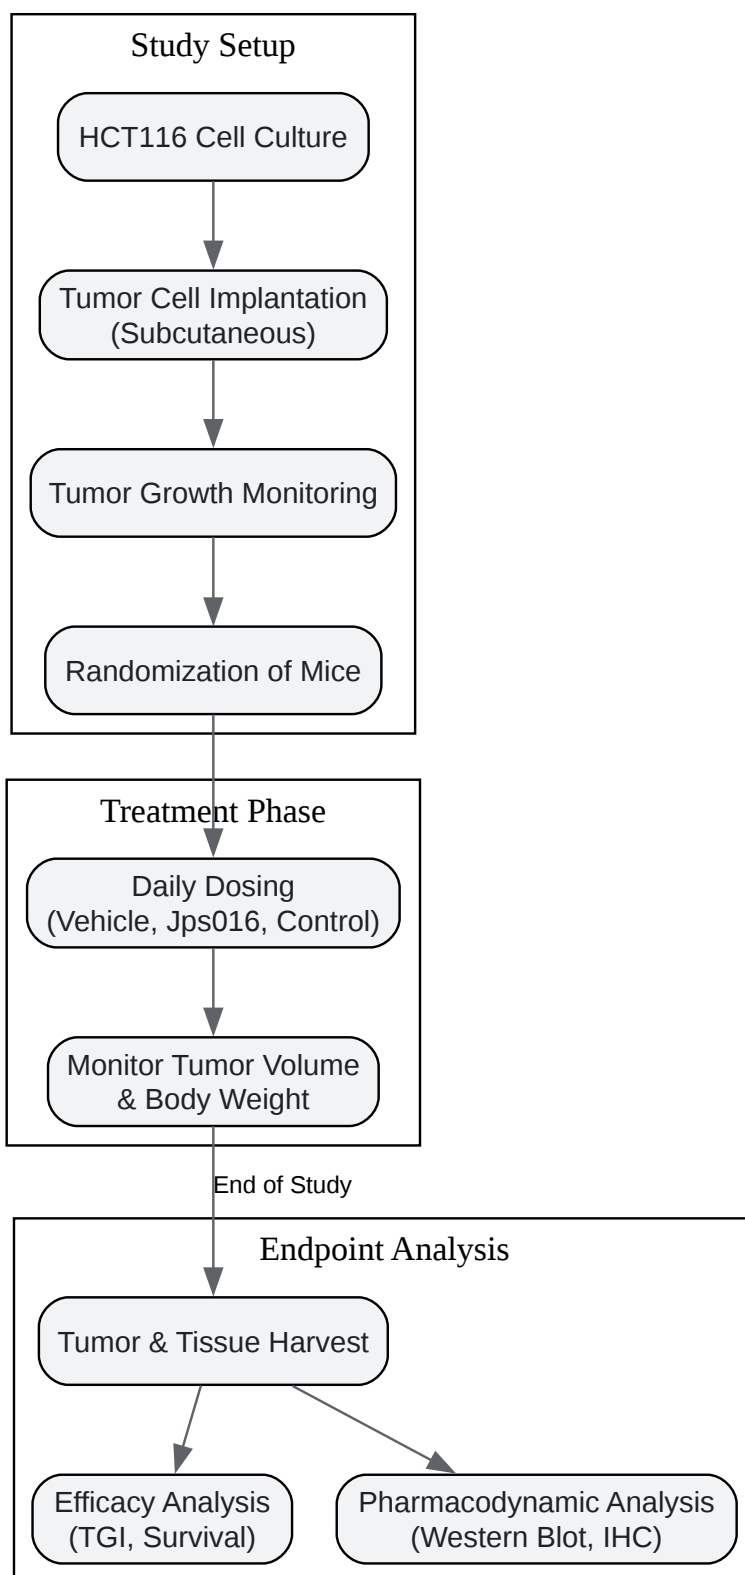 Study Setup
HCT116 Cell Culture
Tumor Cell Implantation
(Subcutaneous)
Tumor Growth Monitoring
Randomization of Mice
Treatment Phase
Daily Dosing
(Vehicle, Jps016, Control)
Monitor Tumor Volume
& Body Weight
End of Study
Endpoint Analysis
Tumor & Tissue Harvest
Efficacy Analysis
(TGI, Survival)
Pharmacodynamic Analysis
(Western Blot, IHC)